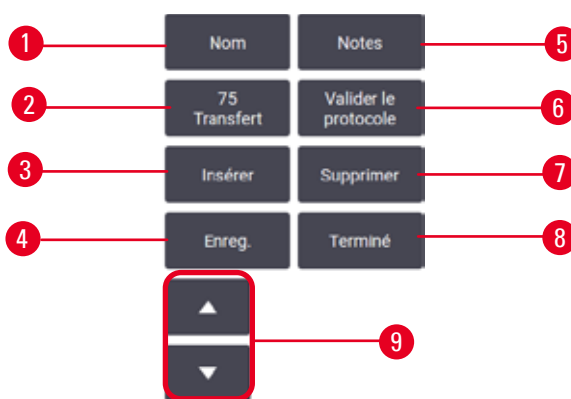 1
Nom
Notes
5
2
75
Transfert
Valider le
protocole
6
3
Insérer
Supprimer
7
4
Enreg.
Terminé
8
9